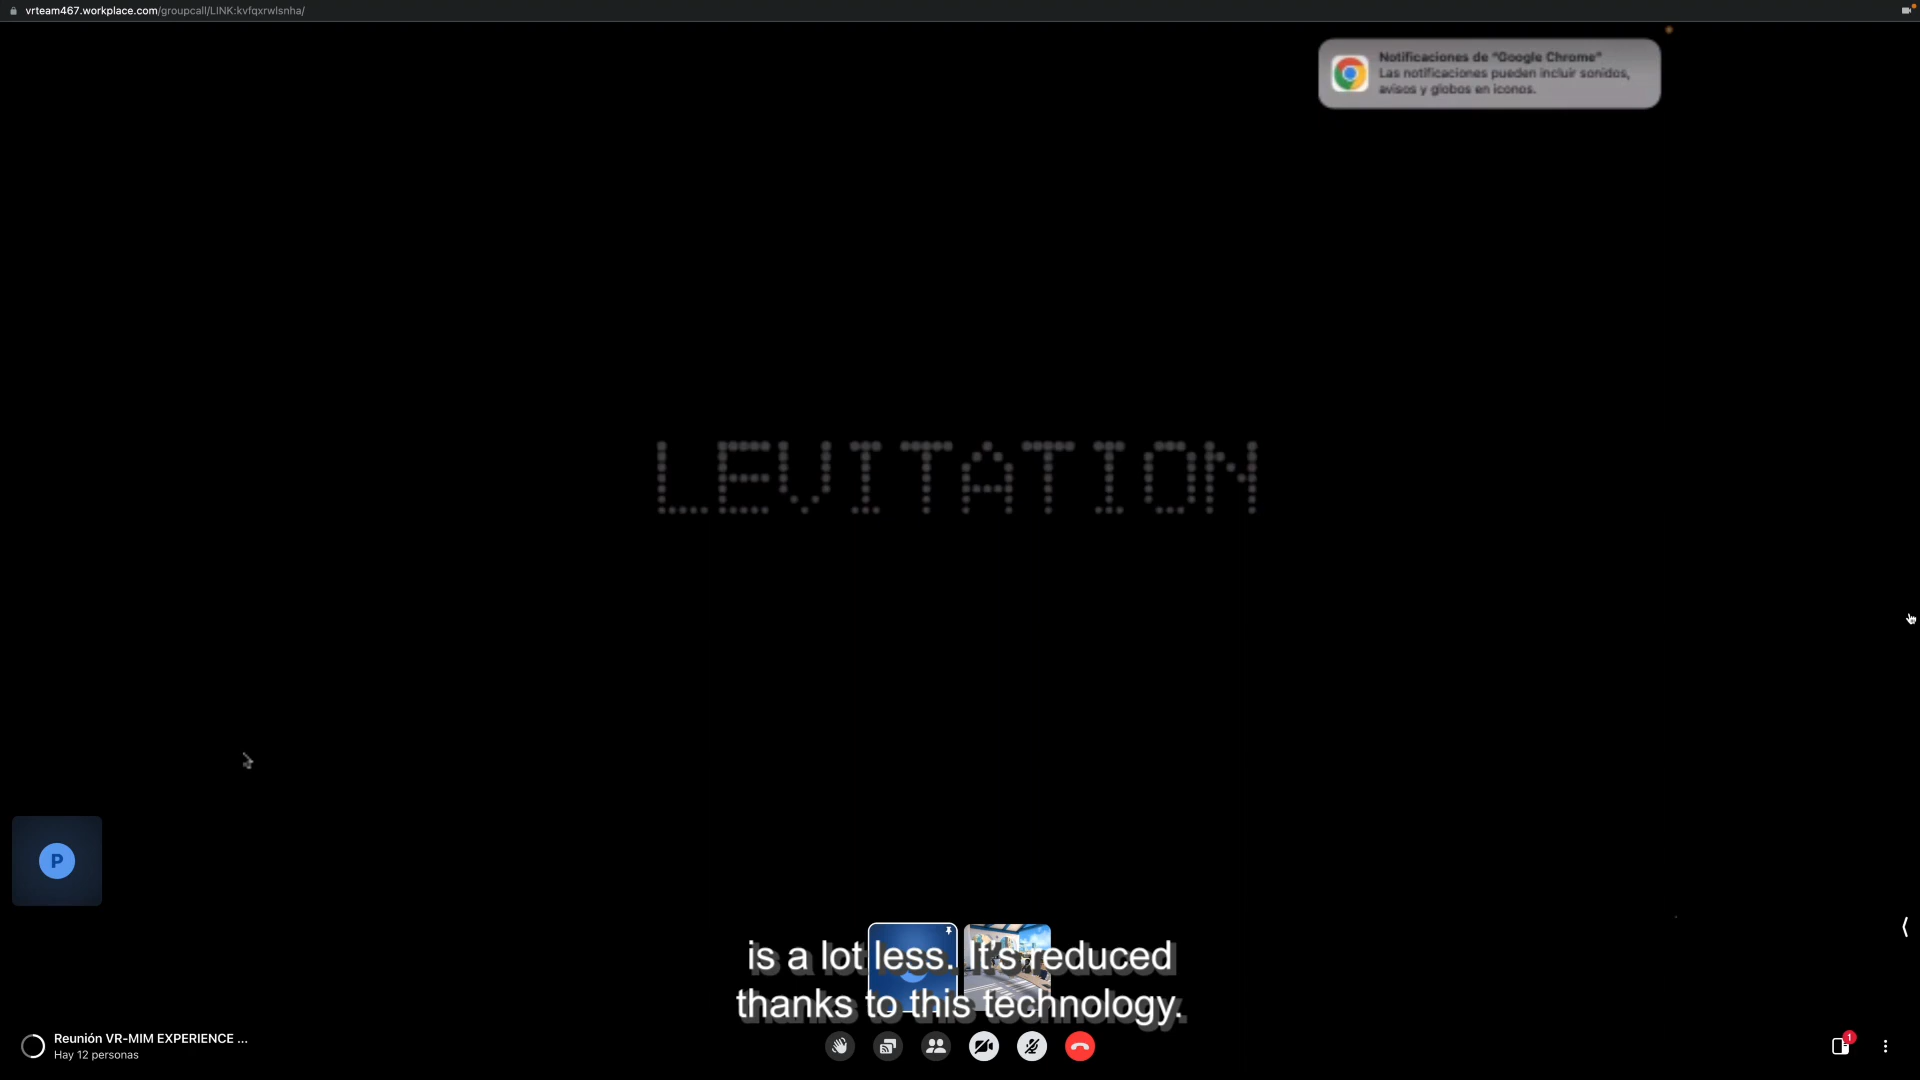 vrteam467.workplace.com/groupcall/LINK:kvfqxrwlsnha/
Notificaciones de "Google Chrome"
Las notificaciones pueden incluir sonidos,
avisos y globos en iconos.
LEVITATION
P
is a lot less. It's reduced
thanks to this technology.
Reunión VR-MIM EXPERIENCE ...
Hay 12 personas
1